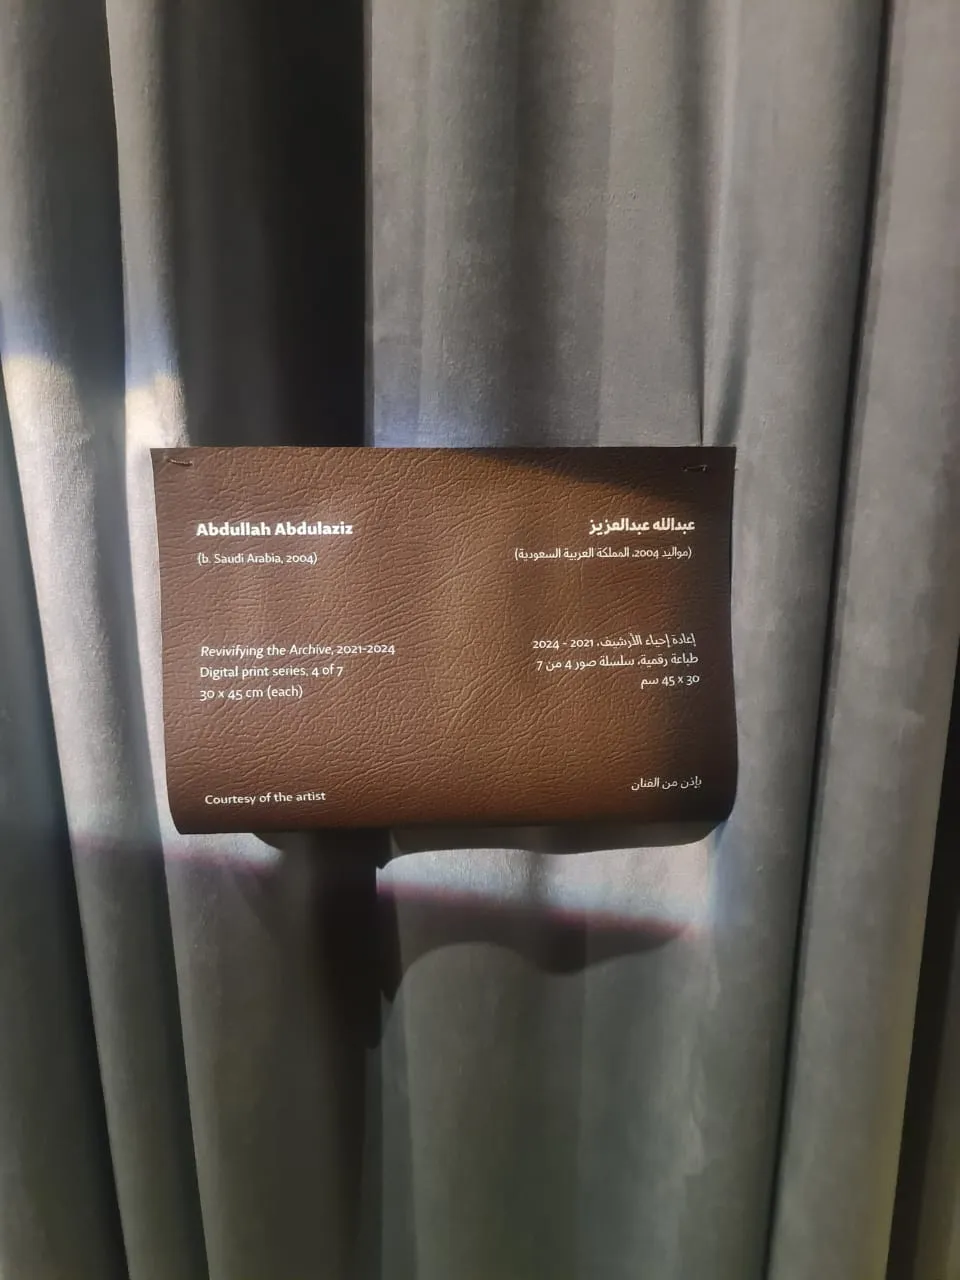 Abdullah Abdulaziz
(b. Saudi Arabia, 2004)
Revivifying the Archive, 2021-2024
Digital print series, 4 of 7
30 x 45 cm (each)
Courtesy of the artist
عبدالله عبدالعزيز
(مواليد 2004، المملكة العربية السعودية)
إعادة إحياء الأرشيف، 2021 - 2024
طباعة رقمية، سلسلة صور 4 من 7
30 x 45 سم
بإذن من الفنان